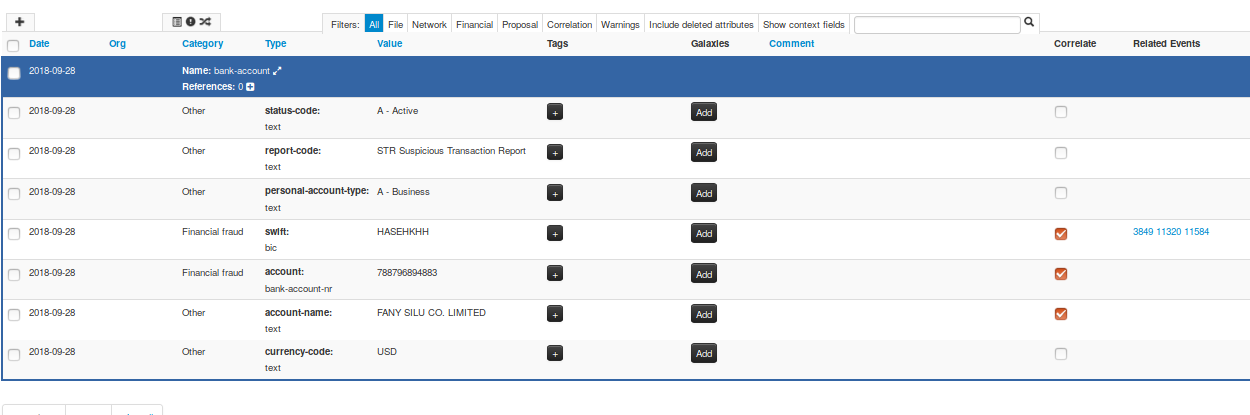 Filters: All File Network Financial Proposal Correlation Warnings Include deleted attributes Show context fields
Date Org Category Type Value Tags Galaxies Comment Correlate Related Events
2018-09-28 Name: bank-account
References: 0
2018-09-28 Other status-code: A - Active + Add
text
2018-09-28 Other report-code: STR Suspicious Transaction Report + Add
text
2018-09-28 Other personal-account-type: A - Business + Add
text
2018-09-28 Financial fraud swift: HASEHKHH + Add 3849 11320 11584
bic
2018-09-28 Financial fraud account: 788796894883 + Add
bank-account-nr
2018-09-28 Other account-name: FANY SILU CO. LIMITED + Add
text
2018-09-28 Other currency-code: USD + Add
text